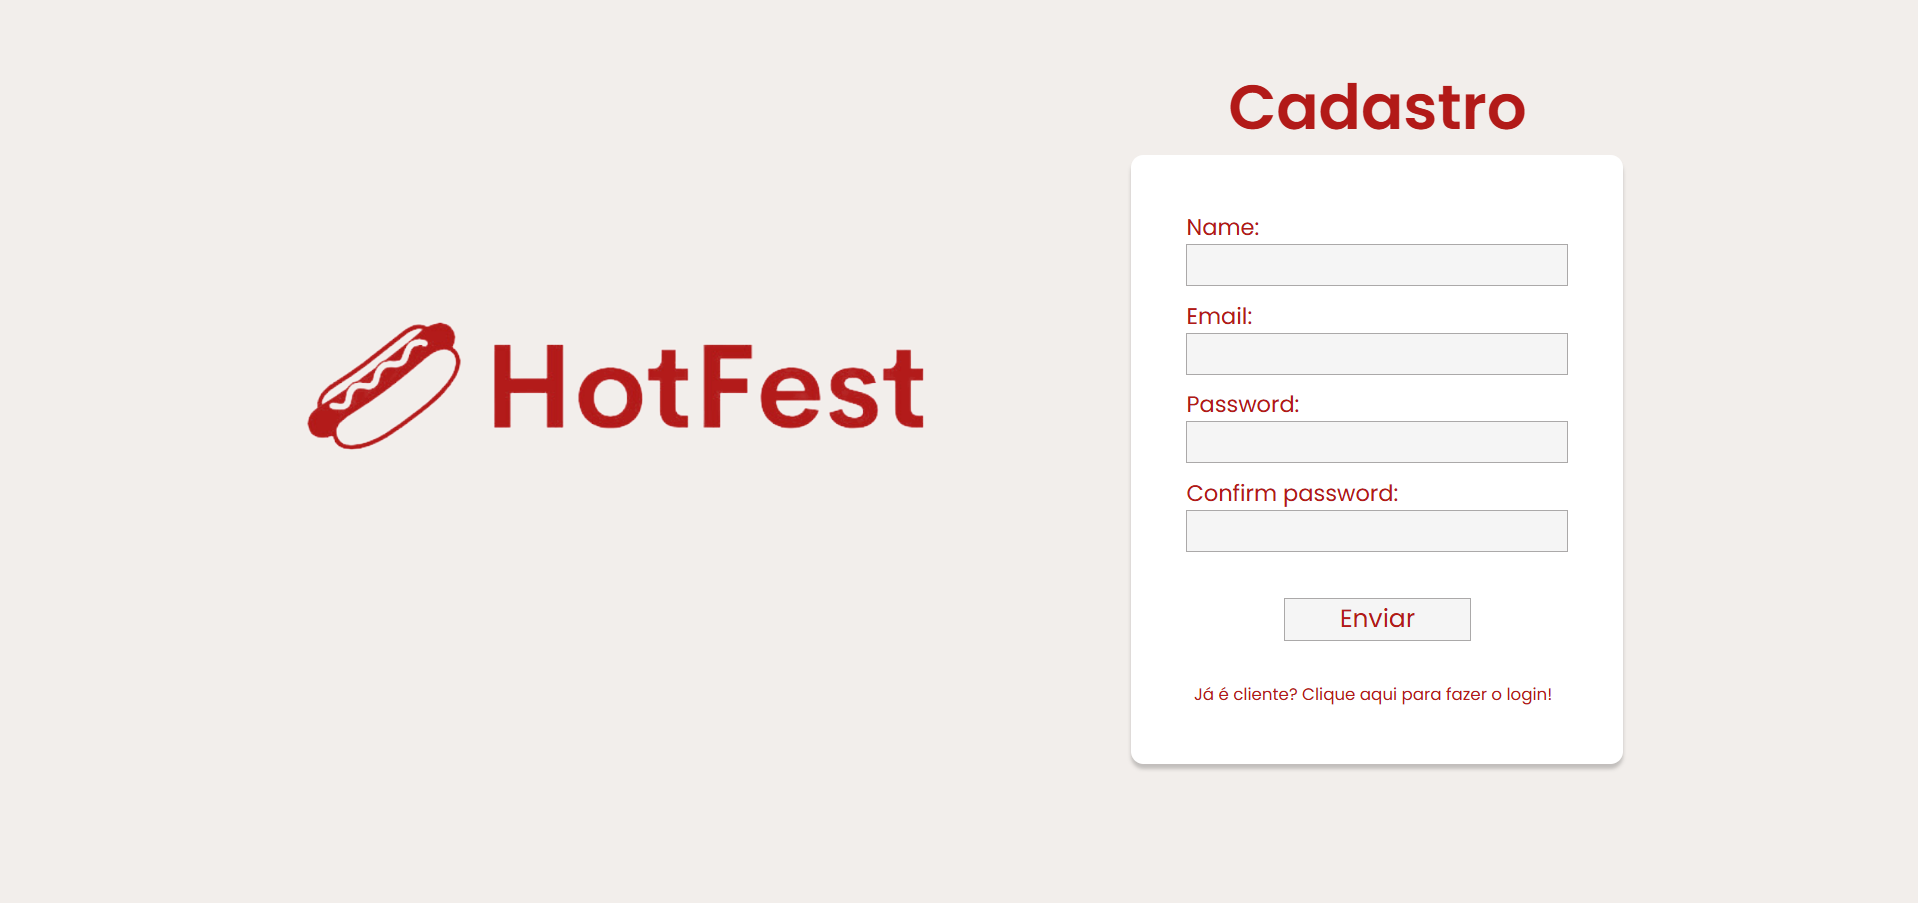 HotFest
Cadastro
Name:
Email:
Password:
Confirm password:
Enviar
Já é cliente? Clique aqui para fazer o login!